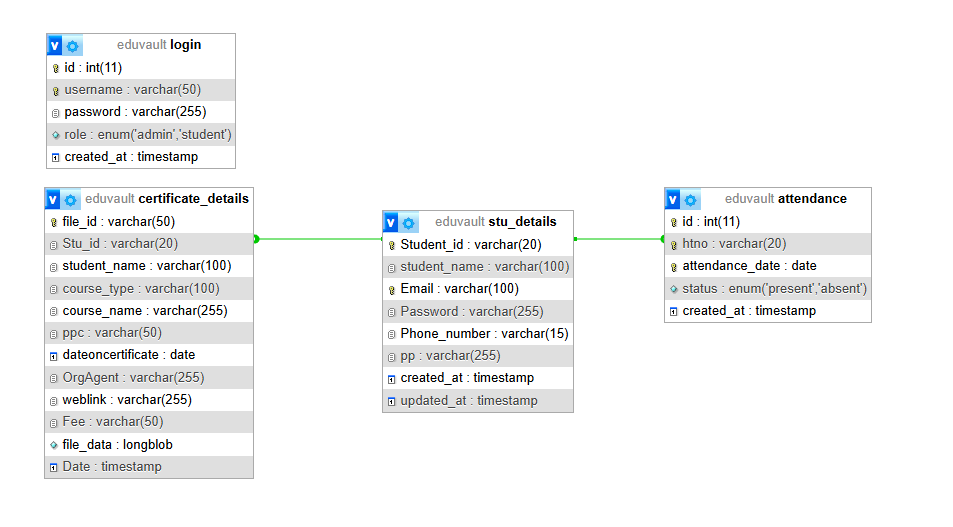 eduvault login
id : int(11)
username : varchar(50)
password : varchar(255)
role : enum('admin','student')
created_at : timestamp
eduvault certificate_details
file_id : varchar(50)
Stu_id : varchar(20)
student_name : varchar(100)
course_type : varchar(100)
course_name : varchar(255)
ppc : varchar(50)
dateoncertificate : date
OrgAgent : varchar(255)
weblink : varchar(255)
Fee : varchar(50)
file_data : longblob
Date : timestamp
eduvault stu_details
Student_id : varchar(20)
student_name : varchar(100)
Email : varchar(100)
Password : varchar(255)
Phone_number : varchar(15)
pp : varchar(255)
created_at : timestamp
updated_at : timestamp
eduvault attendance
id : int(11)
htno : varchar(20)
attendance_date : date
status : enum('present','absent')
created_at : timestamp